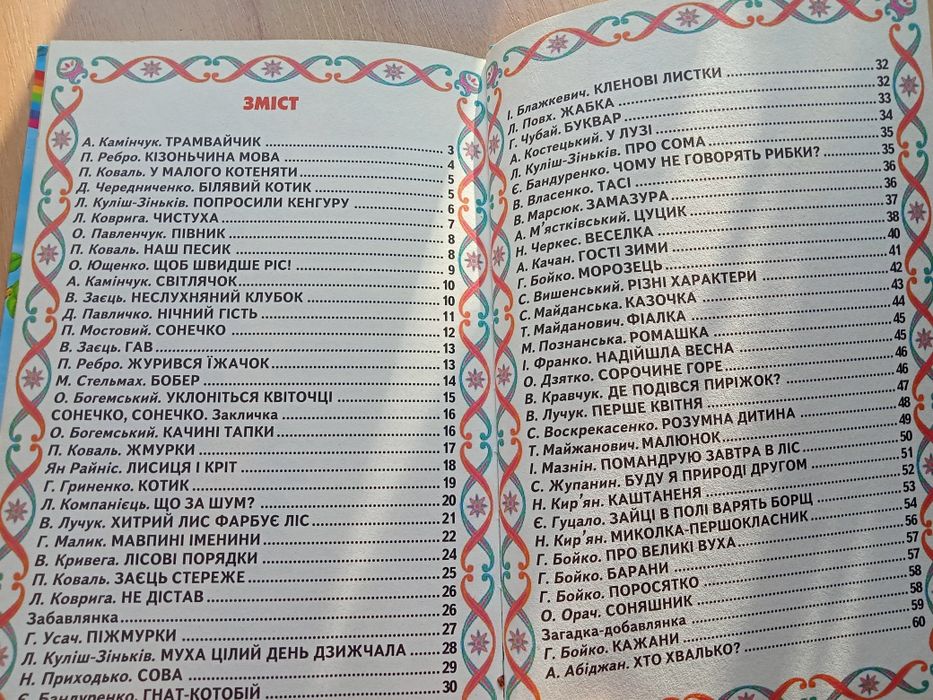 ЗМІСТ
А. Камінчук. ТРАМВАЙЧИК 3
П. Ребро. КІЗОНЬЧИНА МОВА 4
П. Коваль. У МАЛОГО КОТЕНЯТИ 5
Д. Чередниченко. БІЛЯВИЙ КОТИК 5
Л. Куліш-Зіньків. ПОПРОСИЛИ КЕНГУРУ 6
Л. Коврига. ЧИСТУХА 7
О. Павленчук. ПІВНИК 8
П. Коваль. НАШ ПЕСИК 8
О. Ющенко. ЩОБ ШВИДШЕ РІС! 9
А. Камінчук. СВІТЛЯЧОК 10
В. Заєць. НЕСЛУХНЯНИЙ КЛУБОК 10
Д. Павличко. НІЧНИЙ ГІСТЬ 11
П. Мостовий. СОНЕЧКО 12
В. Заєць. ГАВ 13
П. Ребро. ЖУРИВСЯ ЇЖАЧОК 13
М. Стельмах. БОБЕР 14
О. Богемський. УКЛОНІТЬСЯ КВІТОЧЦІ 15
СОНЕЧКО, СОНЕЧКО. Закличка 16
О. Богемський. КАЧИНІ ТАПКИ 16
П. Коваль. ЖМУРКИ 17
Ян Райніс. ЛИСИЦЯ І КРІТ 18
Г. Гриненко. КОТИК 19
Л. Компанієць. ЩО ЗА ШУМ? 20
В. Лучук. ХИТРИЙ ЛИС ФАРБУЄ ЛІС 21
Г. Малик. МАВПИНІ ІМЕНИНИ 22
В. Кривега. ЛІСОВІ ПОРЯДКИ 24
П. Коваль. ЗАЄЦЬ СТЕРЕЖЕ 25
Л. Коврига. НЕ ДІСТАВ 26
Забавлянка 26
Г. Усач. ПІЖМУРКИ 27
Л. Куліш-Зіньків. МУХА ЦІЛИЙ ДЕНЬ ДЗИЖЧАЛА 28
Н. Приходько. СОВА 29
Є. Бандуренко. ГНАТ-КОТОБІЙ 30
І. Блажкевич. КЛЕНОВІ ЛИСТКИ 32
Л. Повх. ЖАБКА 32
Г. Чубай. БУКВАР 33
А. Костецький. У ЛУЗІ 34
Л. Куліш-Зіньків. ПРО СОМА 35
Є. Бандуренко. ЧОМУ НЕ ГОВОРЯТЬ РИБКИ? 35
В. Власенко. ТАСІ 36
В. Марсюк. ЗАМАЗУРА 36
А. М'ястківський. ЦУЦИК 37
Н. Черкес. ВЕСЕЛКА 38
А. Качан. ГОСТІ ЗИМИ 40
Г. Бойко. МОРОЗЕЦЬ 41
С. Вишенський. РІЗНІ ХАРАКТЕРИ 42
С. Майданська. КАЗОЧКА 43
Т. Майданович. ФІАЛКА 44
М. Познанська. РОМАШКА 45
І. Франко. НАДІЙШЛА ВЕСНА 45
О. Дзятко. СОРОЧИНЕ ГОРЕ 46
В. Кравчук. ДЕ ПОДІВСЯ ПИРІЖОК? 46
В. Лучук. ПЕРШЕ КВІТНЯ 47
С. Воскрекасенко. РОЗУМНА ДИТИНА 48
Т. Майжанович. МАЛЮНОК 49
І. Мазнін. ПОМАНДРУЮ ЗАВТРА В ЛІС 50
С. Жупанин. БУДУ Я ПРИРОДІ ДРУГОМ 51
Н. Кир'ян. КАШТАНЕНЯ 52
Є. Гуцало. ЗАЙЦІ В ПОЛІ ВАРЯТЬ БОРЩ 53
Н. Кир'ян. МИКОЛКА-ПЕРШОКЛАСНИК 54
Г. Бойко. ПРО ВЕЛИКІ ВУХА 56
Г. Бойко. БАРАНИ 57
Г. Бойко. ПОРОСЯТКО 57
О. Орач. СОНЯШНИК 58
Загадка-добавлянка 58
Г. Бойко. КАЖАНИ 59
А. Абіджан. ХТО ХВАЛЬКО? 60